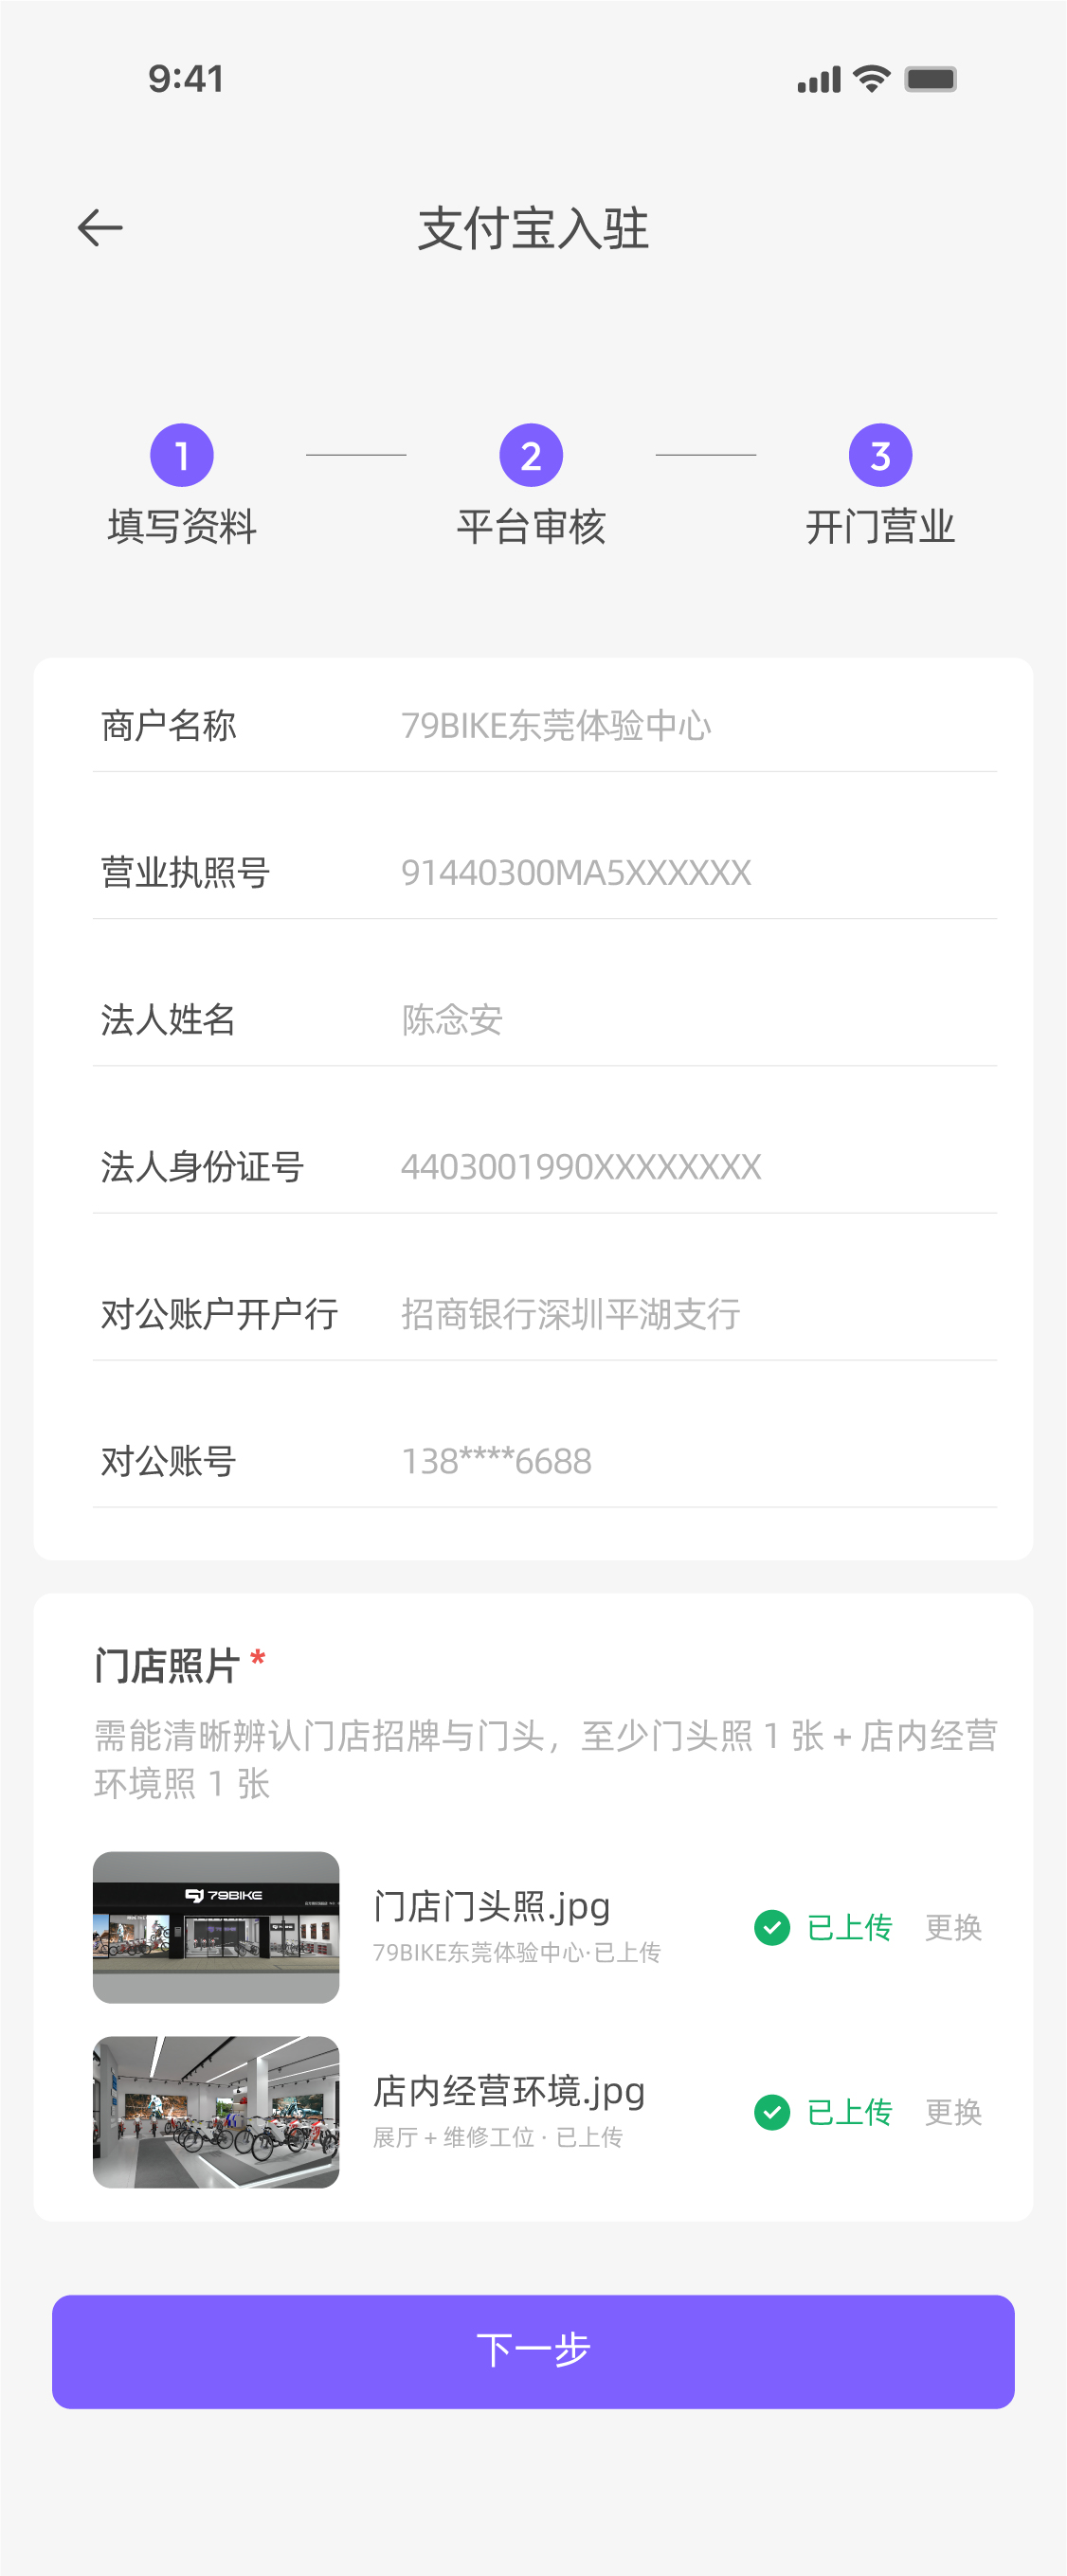 9:41
支付宝入驻
1
2
3
填写资料
平台审核
开门营业
商户名称 79BIKE东莞体验中心
营业执照号 91440300MA5XXXXXX
法人姓名 陈念安
法人身份证号 4403001990XXXXXXXX
对公账户开户行 招商银行深圳平湖支行
对公账号 138****6688
门店照片 *
需能清晰辨认门店招牌与门头，至少门头照 1 张 + 店内经营
环境照 1 张
79BIKE
门店门头照.jpg
79BIKE东莞体验中心·已上传
已上传 更换
店内经营环境.jpg
展厅 + 维修工位 · 已上传
已上传 更换
下一步